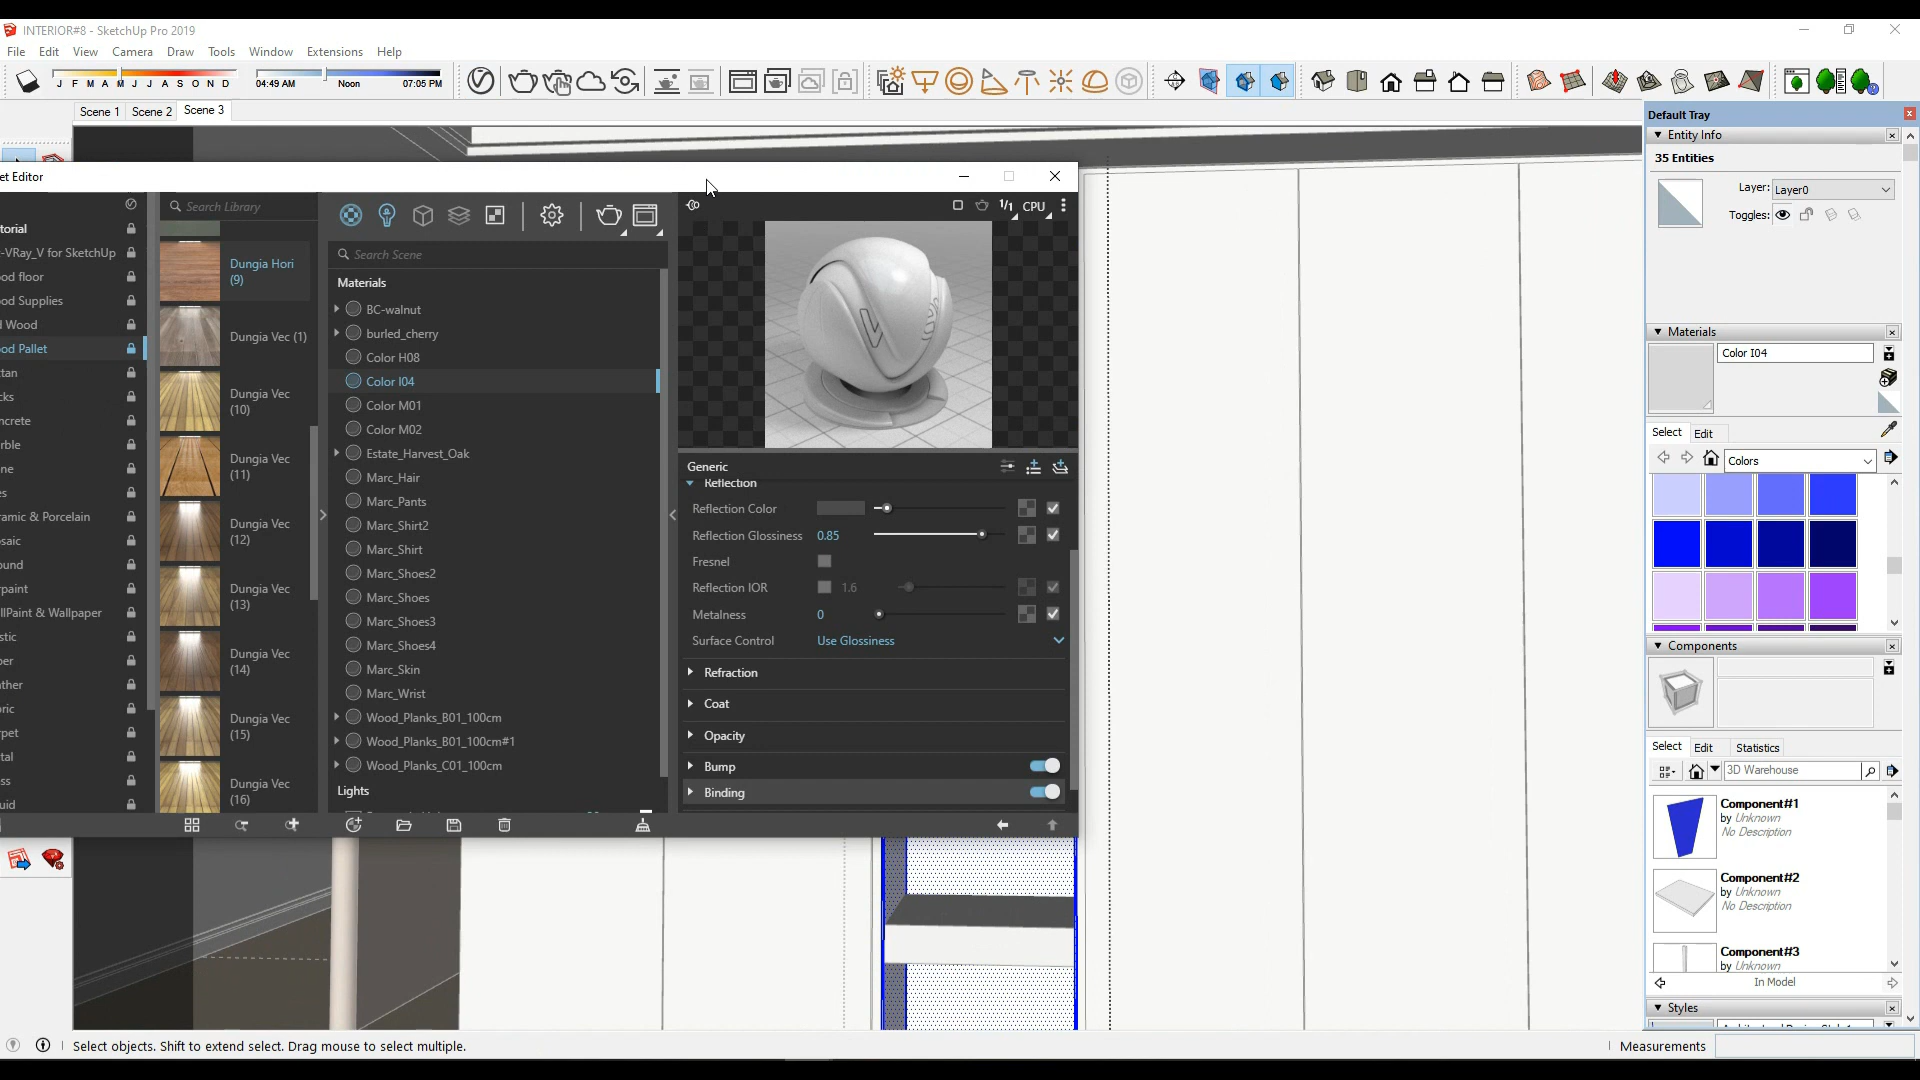 INTERIOR#8 - SketchUp Pro 2019
File Edit View Camera Draw Tools Window Extensions Help
J F M A M J J A S O N D
04:49 AM Noon 07:05 PM
Scene 1 Scene 2 Scene 3
et Editor
torial
-VRay_V for SketchUp
od floor
od Supplies
d Wood
od Pallet
tan
cks
ncrete
rble
ne
es
ramic & Porcelain
saic
ound
rpaint
llPaint & Wallpaper
stic
per
ather
ric
rpet
tal
ss
uid
Search Library
Dungia Hori
(9)
Dungia Vec (1)
Dungia Vec
(10)
Dungia Vec
(11)
Dungia Vec
(12)
Dungia Vec
(13)
Dungia Vec
(14)
Dungia Vec
(15)
Dungia Vec
(16)
Search Scene
Materials
BC-walnut
burled_cherry
Color H08
Color I04
Color M01
Color M02
Estate_Harvest_Oak
Marc_Hair
Marc_Pants
Marc_Shirt2
Marc_Shirt
Marc_Shoes2
Marc_Shoes
Marc_Shoes3
Marc_Shoes4
Marc_Skin
Marc_Wrist
Wood_Planks_B01_100cm
Wood_Planks_B01_100cm#1
Wood_Planks_C01_100cm
Lights
1/1 CPU
Generic
Reflection
Reflection Color
Reflection Glossiness 0.85
Fresnel
Reflection IOR 1.6
Metalness 0
Surface Control Use Glossiness
Refraction
Coat
Opacity
Bump
Binding
Default Tray
Entity Info
35 Entities
Layer: Layer0
Toggles:
Materials
Color I04
Select Edit
Colors
Components
Select Edit Statistics
3D Warehouse
Component#1
by Unknown
No Description
Component#2
by Unknown
No Description
Component#3
by Unknown
In Model
Styles
Select objects. Shift to extend select. Drag mouse to select multiple.
Measurements